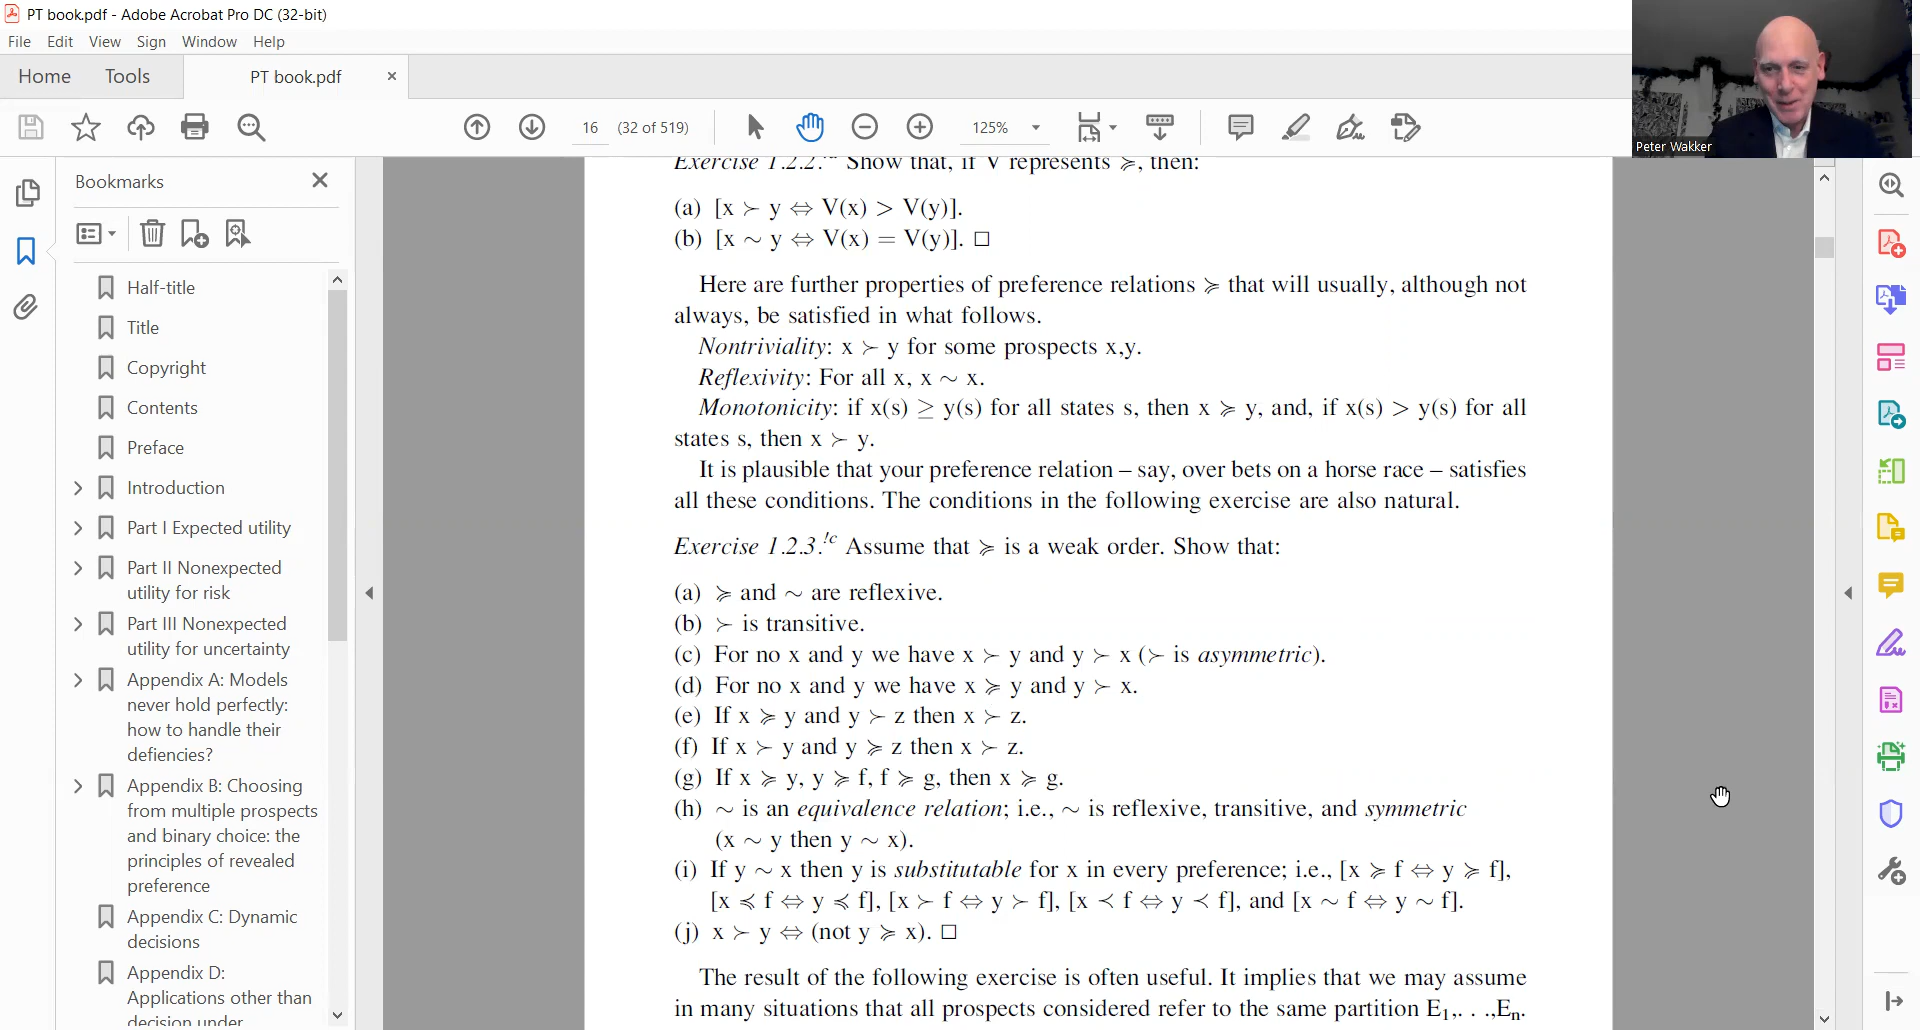 PT book.pdf - Adobe Acrobat Pro DC (32-bit)
File Edit View Sign Window Help
Home Tools PT book.pdf ×
16 (32 of 519) 125%
Peter Wakker
Bookmarks
Half-title
Title
Copyright
Contents
Preface
Introduction
Part I Expected utility
Part II Nonexpected
utility for risk
Part III Nonexpected
utility for uncertainty
Appendix A: Models
never hold perfectly:
how to handle their
defiencies?
Appendix B: Choosing
from multiple prospects
and binary choice: the
principles of revealed
preference
Appendix C: Dynamic
decisions
Appendix D:
Applications other than
decision under
Exercise 1.2.2. Show that, if V represents ≽, then:
(a) [x ≻ y ⇔ V(x) > V(y)].
(b) [x ∼ y ⇔ V(x) = V(y)]. □
Here are further properties of preference relations ≽ that will usually, although not
always, be satisfied in what follows.
Nontriviality: x ≻ y for some prospects x,y.
Reflexivity: For all x, x ∼ x.
Monotonicity: if x(s) ≥ y(s) for all states s, then x ≽ y, and, if x(s) > y(s) for all
states s, then x ≻ y.
It is plausible that your preference relation – say, over bets on a horse race – satisfies
all these conditions. The conditions in the following exercise are also natural.
Exercise 1.2.3.!c Assume that ≽ is a weak order. Show that:
(a) ≽ and ∼ are reflexive.
(b) ≻ is transitive.
(c) For no x and y we have x ≻ y and y ≻ x (≻ is asymmetric).
(d) For no x and y we have x ≽ y and y ≻ x.
(e) If x ≽ y and y ≻ z then x ≻ z.
(f) If x ≻ y and y ≽ z then x ≻ z.
(g) If x ≽ y, y ≽ f, f ≽ g, then x ≽ g.
(h) ∼ is an equivalence relation; i.e., ∼ is reflexive, transitive, and symmetric
(x ∼ y then y ∼ x).
(i) If y ∼ x then y is substitutable for x in every preference; i.e., [x ≽ f ⇔ y ≽ f],
[x ≼ f ⇔ y ≼ f], [x ≻ f ⇔ y ≻ f], [x ≺ f ⇔ y ≺ f], and [x ∼ f ⇔ y ∼ f].
(j) x ≻ y ⇔ (not y ≽ x). □
The result of the following exercise is often useful. It implies that we may assume
in many situations that all prospects considered refer to the same partition E1,. . .,En.